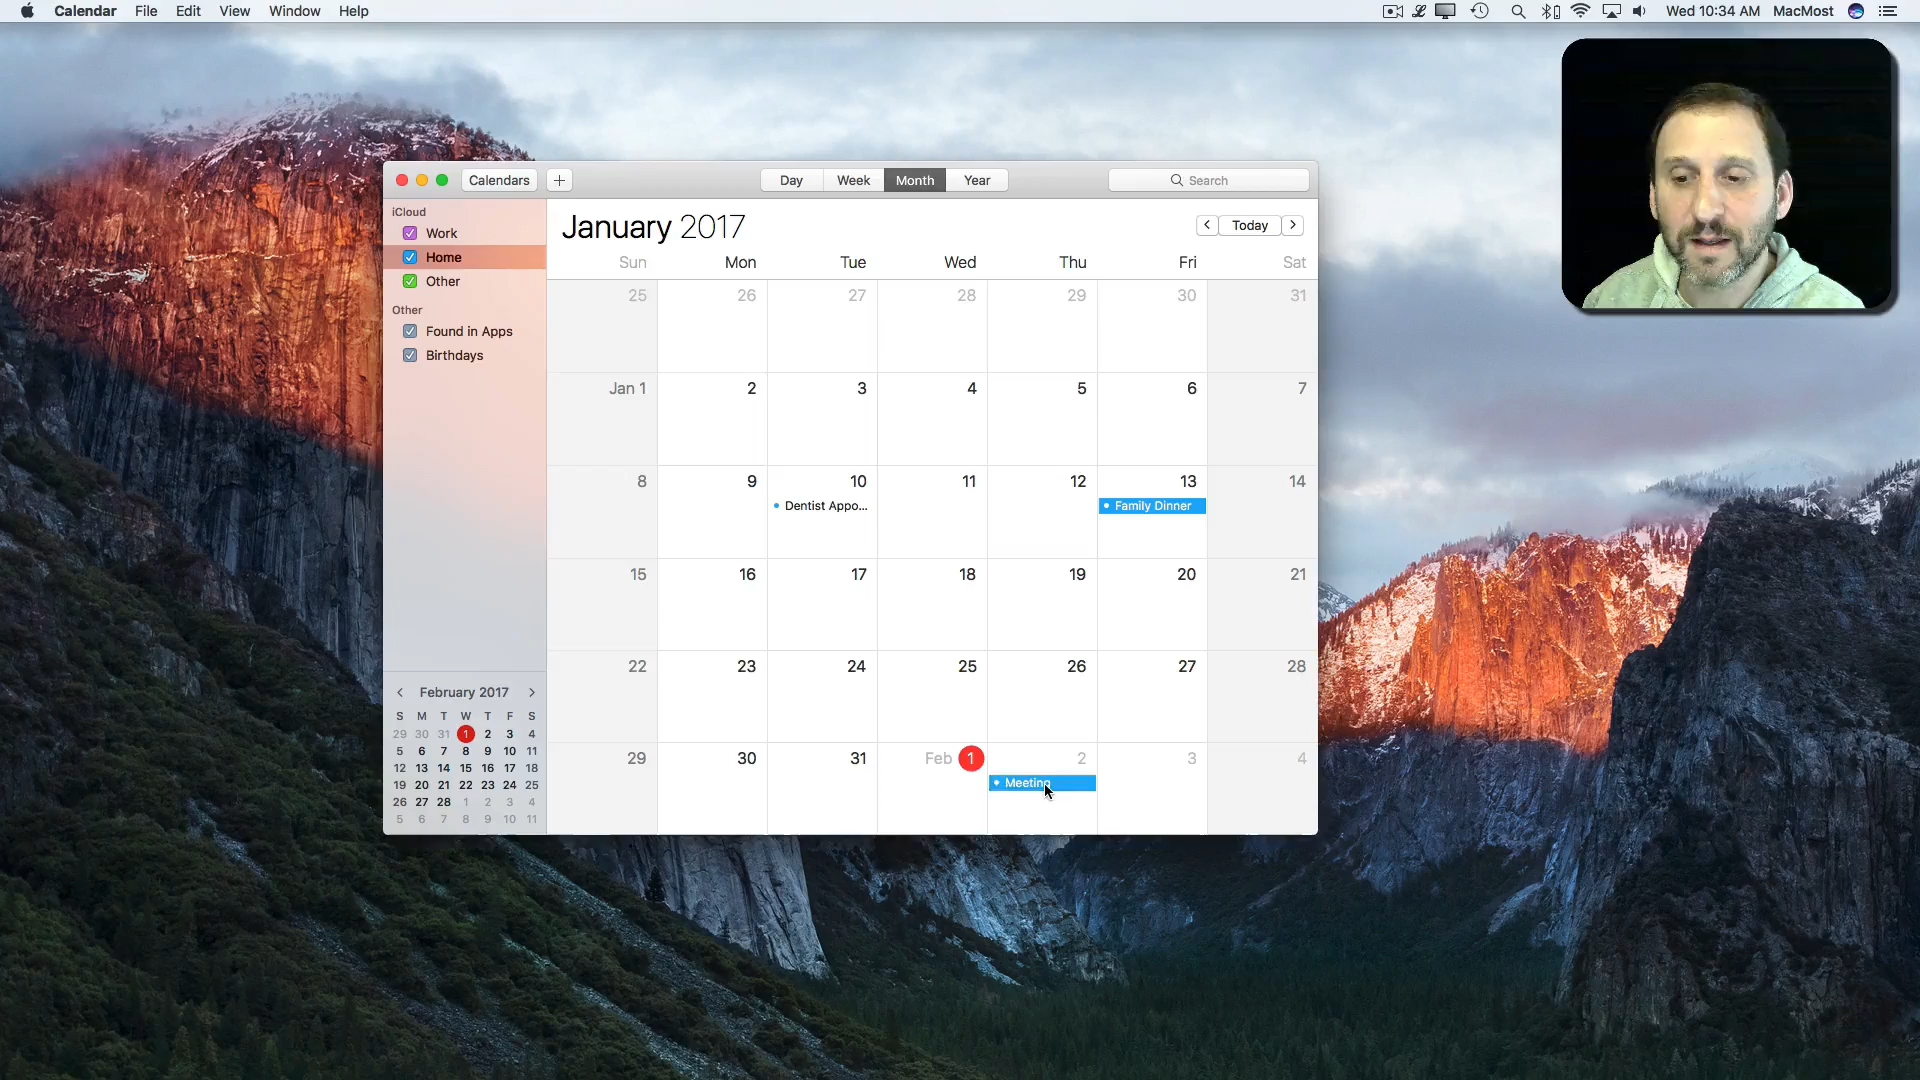 Calendar File Edit View Window Help Wed 10:34 AM MacMost
Calendars + Day Week Month Year Search
iCloud
Work
Home
Other
Other
Found in Apps
Birthdays
January 2017
Today
Sun Mon Tue Wed Thu Fri Sat
25 26 27 28 29 30 31
Jan 1 2 3 4 5 6 7
8 9 10 11 12 13 14
Dentist Appo... Family Dinner
15 16 17 18 19 20 21
22 23 24 25 26 27 28
29 30 31 Feb 1 2 3 4
Meeting
February 2017
S M T W T F S
29 30 31 1 2 3 4
5 6 7 8 9 10 11
12 13 14 15 16 17 18
19 20 21 22 23 24 25
26 27 28 1 2 3 4
5 6 7 8 9 10 11